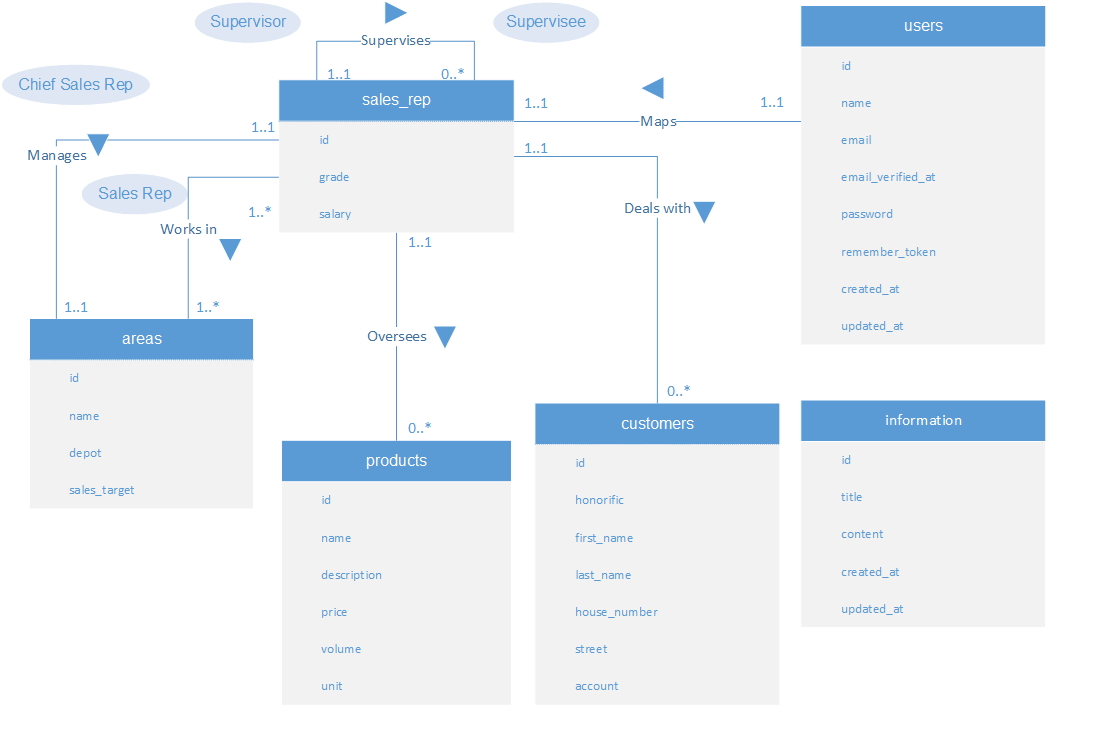 Supervisor
Supervisee
Supervises
1..1
0..*
Chief Sales Rep
sales_rep
id
grade
salary
1..1
Maps
1..1
users
id
name
email
email_verified_at
password
remember_token
created_at
updated_at
1..1
Manages
1..1
Sales Rep
1..*
Works in
1..*
1..1
Deals with
0..*
1..1
Oversees
0..*
areas
id
name
depot
sales_target
products
id
name
description
price
volume
unit
customers
id
honorific
first_name
last_name
house_number
street
account
information
id
title
content
created_at
updated_at